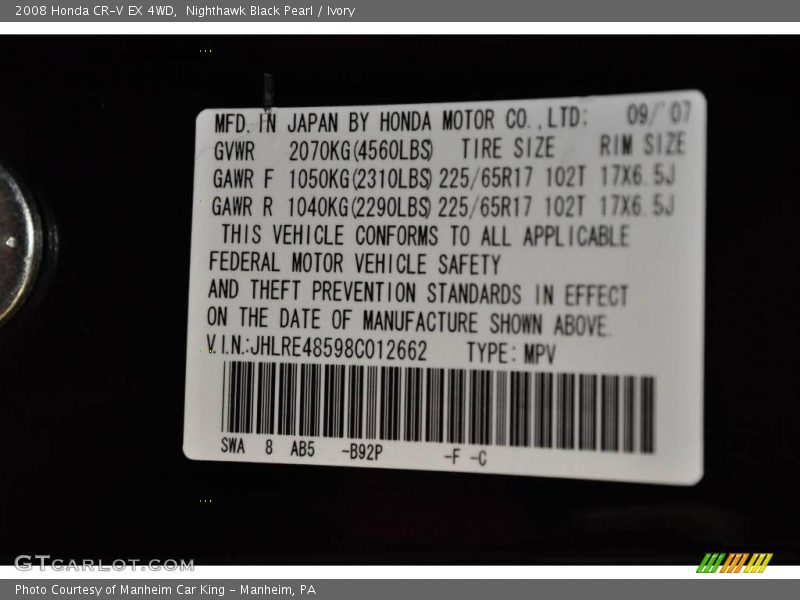 2008 Honda CR-V EX 4WD, Nighthawk Black Pearl / Ivory
MFD. IN JAPAN BY HONDA MOTOR CO., LTD: 09/'07
GVWR 2070KG(4560LBS) TIRE SIZE RIM SIZE
GAWR F 1050KG(2310LBS) 225/65R17 102T 17X6.5J
GAWR R 1040KG(2290LBS) 225/65R17 102T 17X6.5J
THIS VEHICLE CONFORMS TO ALL APPLICABLE
FEDERAL MOTOR VEHICLE SAFETY
AND THEFT PREVENTION STANDARDS IN EFFECT
ON THE DATE OF MANUFACTURE SHOWN ABOVE.
V.I.N.:JHLRE48598C012662 TYPE: MPV
SWA 8 AB5 -B92P -F -C
GTCARLOT.COM
Photo Courtesy of Manheim Car King - Manheim, PA